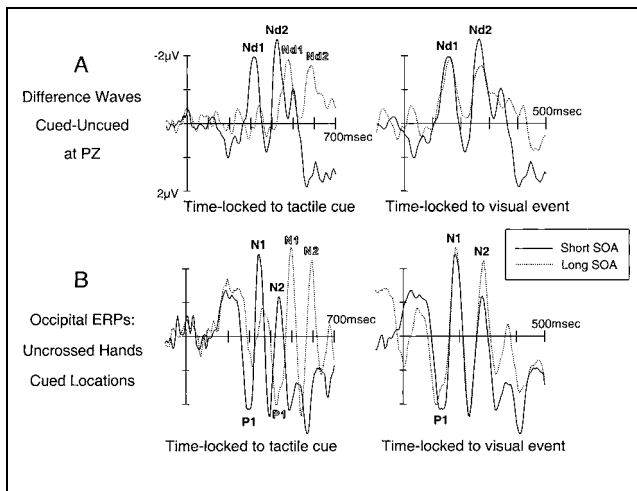 Nd2
Nd1
Nd1
Nd2
-2µV
A
Difference Waves
Cued-Uncued
at PZ
700msec
2µV
Time-locked to tactile cue
Nd2
Nd1
500msec
Time-locked to visual event
Short SOA
Long SOA
B
Occipital ERPs:
Uncrossed Hands
Cued Locations
N1
N1
N2
N2
700msec
P1
P1
Time-locked to tactile cue
N1
N2
500msec
P1
Time-locked to visual event